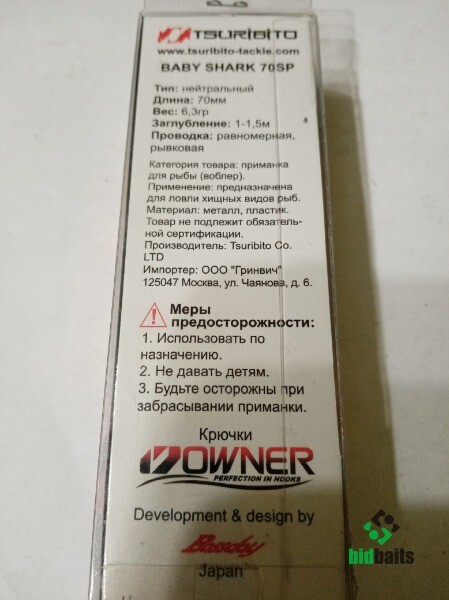 TSURIBITO
www.tsuribito-tackle.com
BABY SHARK 70SP
Тип: нейтральный
Длина: 70мм
Вес: 6,3гр
Заглубление: 1-1,5м
Проводка: равномерная,
рывковая
Категория товара: приманка
для рыбы (воблер).
Применение: предназначена
для ловли хищных видов рыб.
Материал: металл, пластик.
Товар не подлежит обязатель-
ной сертификации.
Производитель: Tsuribito Co.
LTD
Импортер: ООО "Гринвич"
125047 Москва, ул. Чаянова, д. 6.
Меры
предосторожности:
1. Использовать по
назначению.
2. Не давать детям.
3. Будьте осторожны при
забрасывании приманки.
Крючки
OWNER
PERFECTION IN HOOKS
Development & design by
Bassday
Japan
bidbaits